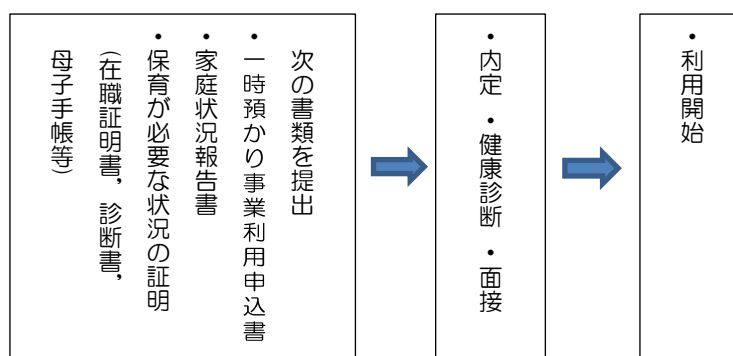 次の書類を提出
・一時預かり事業利用申込書
・家庭状況報告書
・保育が必要な状況の証明
(在職証明書，診断書，
母子手帳等)
・内定　・健康診断　・面接
・利用開始